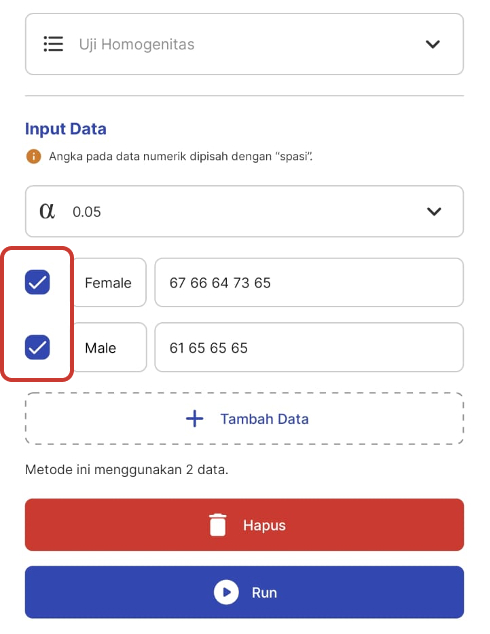 Uji Homogenitas
Input Data
Angka pada data numerik dipisah dengan “spasi”.
α 0.05
Female 67 66 64 73 65
Male 61 65 65 65
Tambah Data
Metode ini menggunakan 2 data.
Hapus
Run